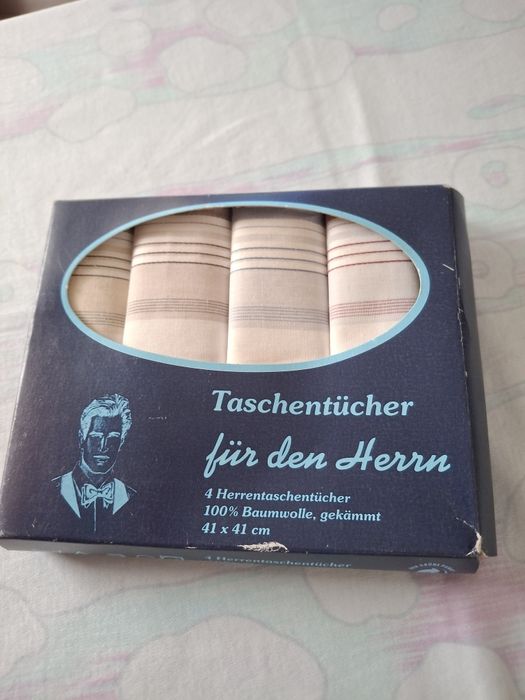 Taschentücher
für den Herrn
4 Herrentaschentücher
100% Baumwolle, gekämmt
41 x 41 cm
4 Herrentaschentücher